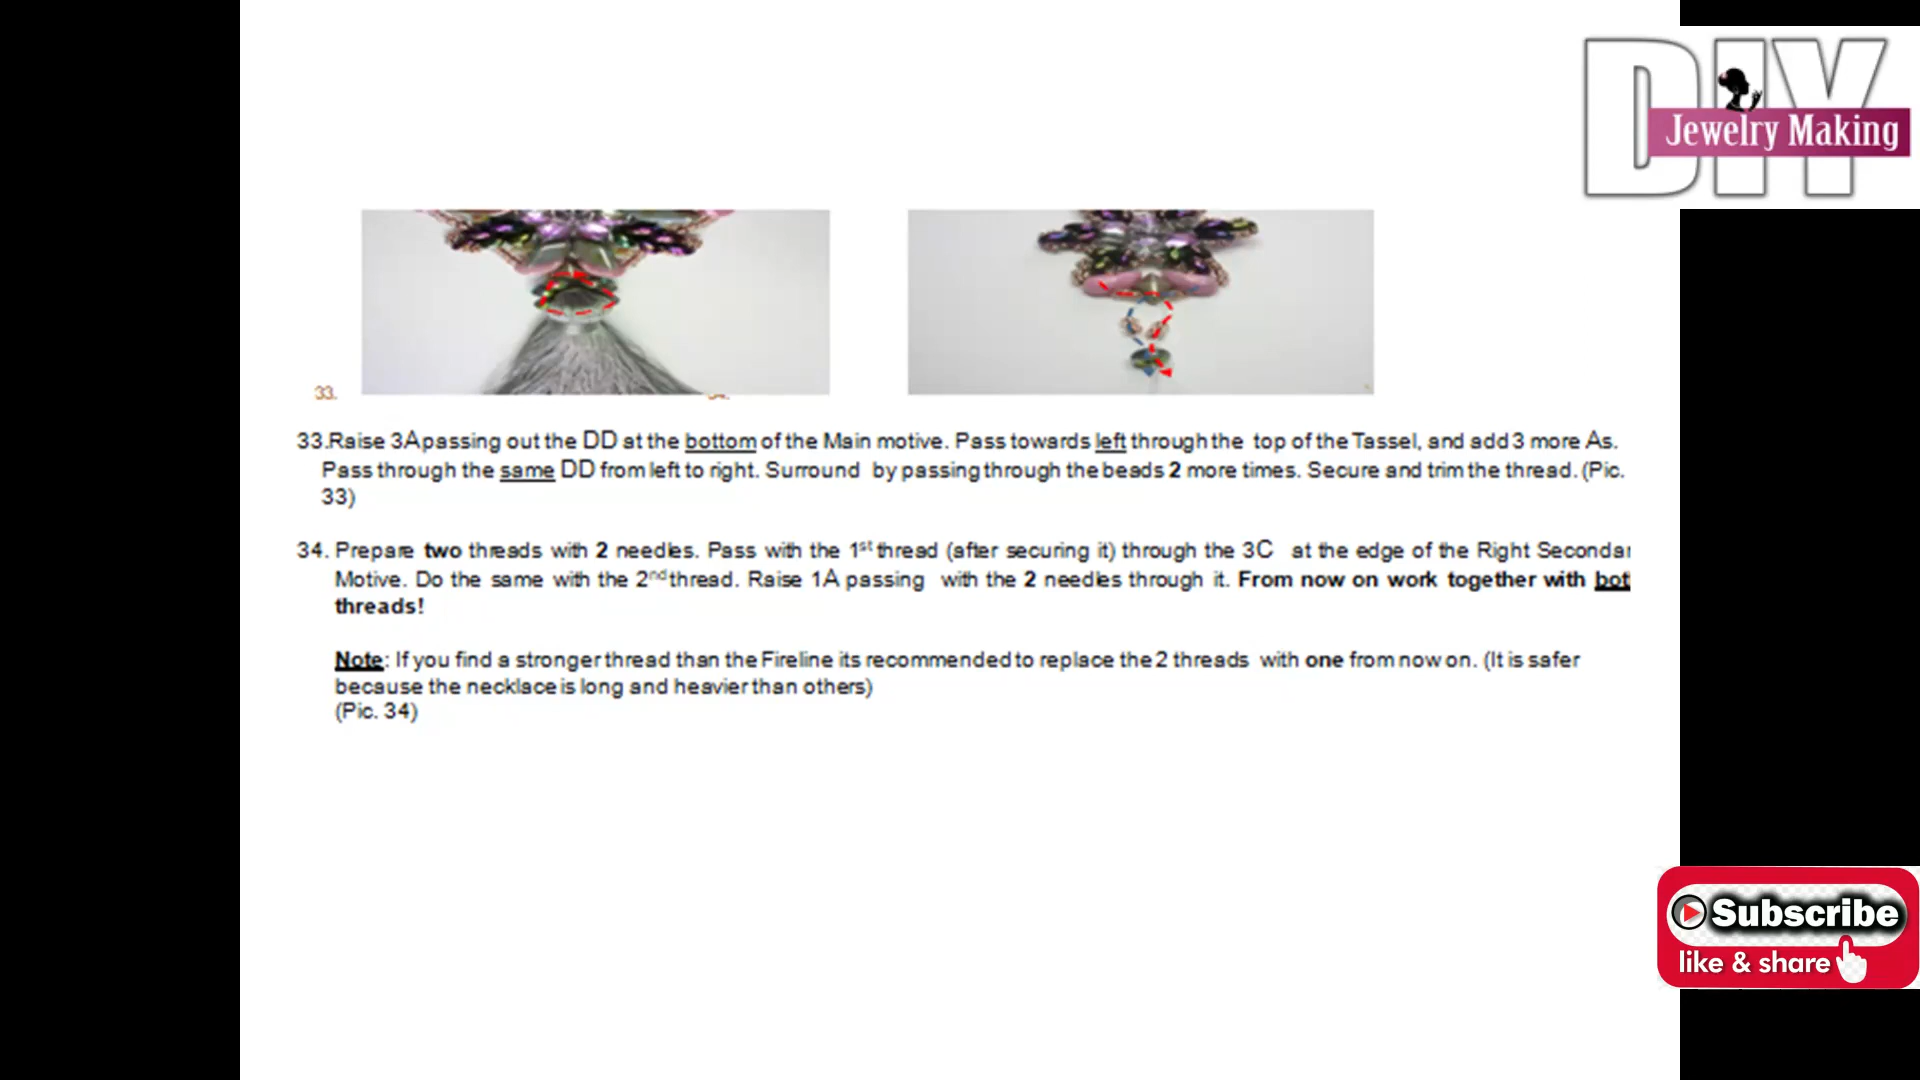 DIY
Jewelry Making
33.
34.
33.Raise 3A passing out the DD at the bottom of the Main motive. Pass towards left through the top of the Tassel, and add 3 more As.
Pass through the same DD from left to right. Surround by passing through the beads 2 more times. Secure and trim the thread. (Pic.
33)
34. Prepare two threads with 2 needles. Pass with the 1st thread (after securing it) through the 3C at the edge of the Right Secondar
Motive. Do the same with the 2nd thread. Raise 1A passing with the 2 needles through it. From now on work together with bot
threads!
Note: If you find a stronger thread than the Fireline its recommended to replace the 2 threads with one from now on. (It is safer
because the necklace is long and heavier than others)
(Pic. 34)
Subscribe
like & share